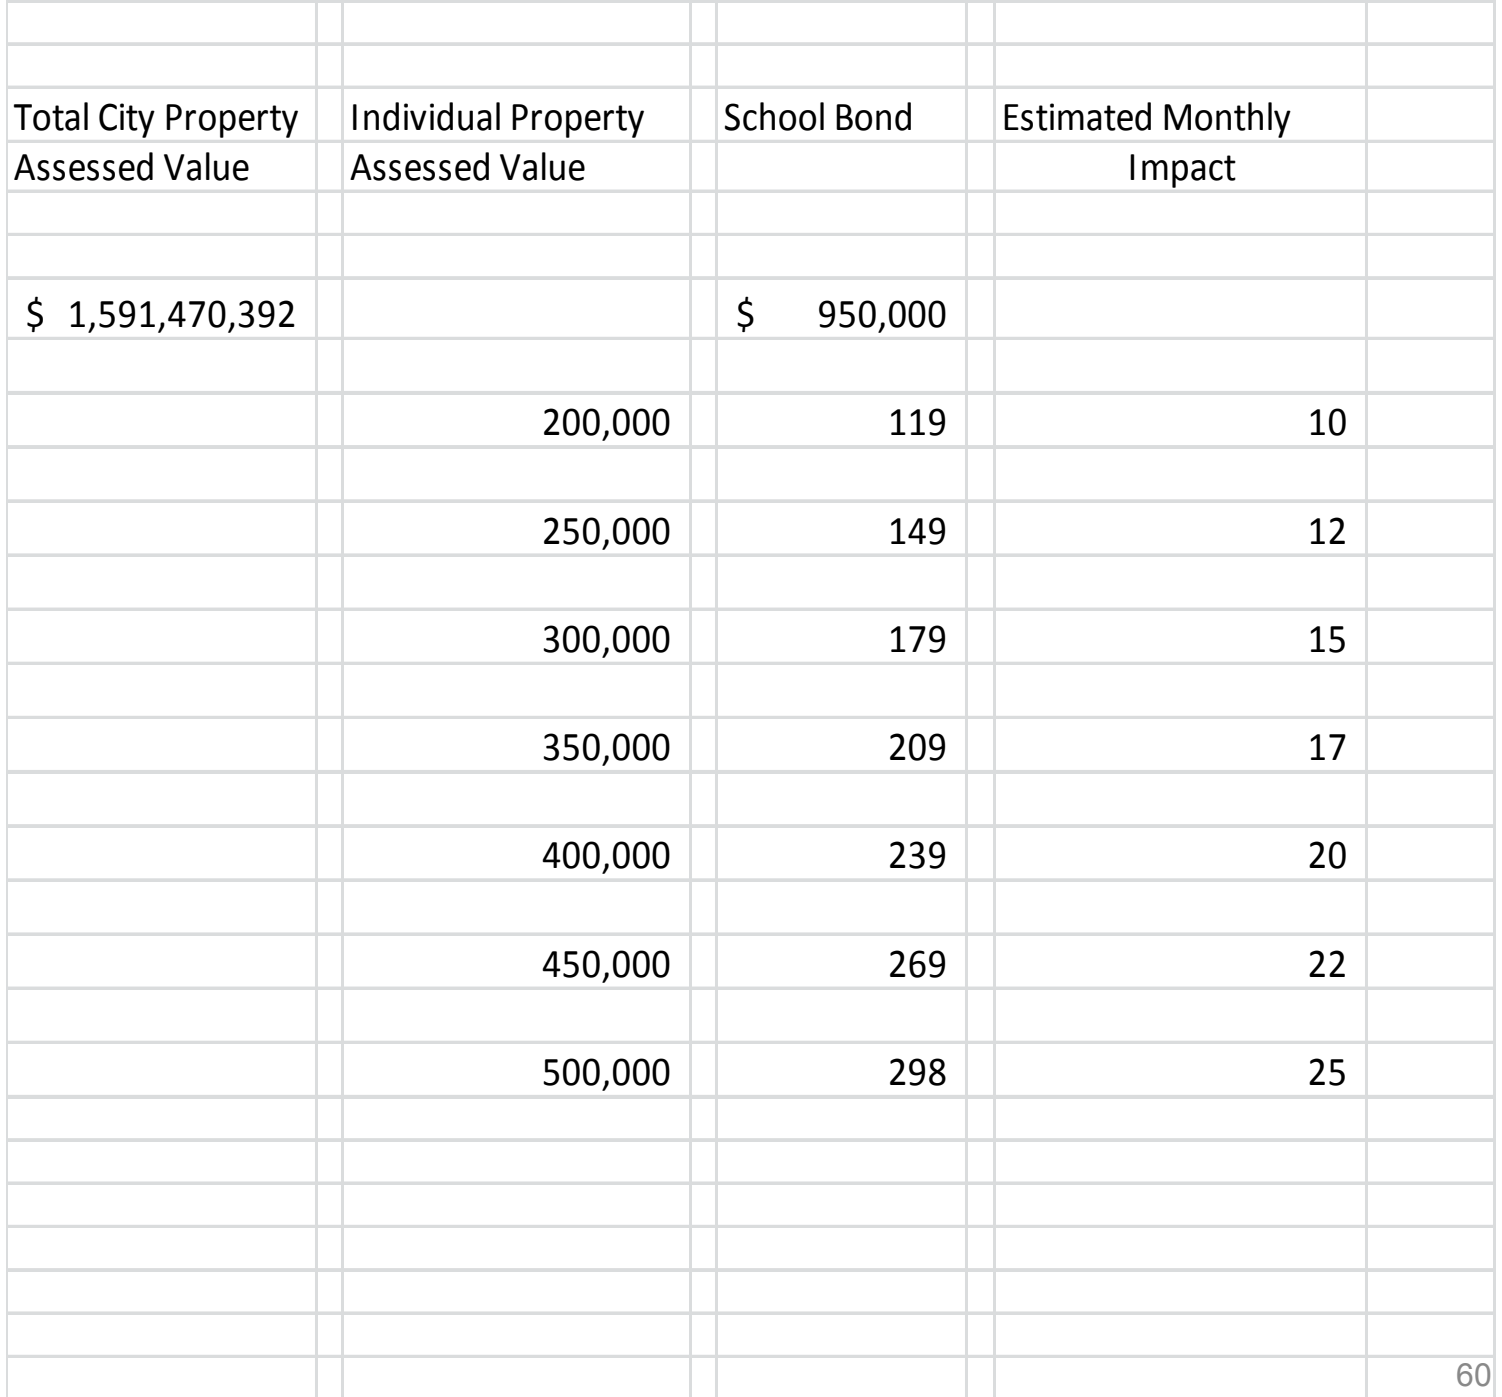 Total City Property Individual Property School Bond Estimated Monthly
Assessed Value Assessed Value Impact
$ 1,591,470,392 $ 950,000
200,000 119 10
250,000 149 12
300,000 179 15
350,000 209 17
400,000 239 20
450,000 269 22
500,000 298 25
60